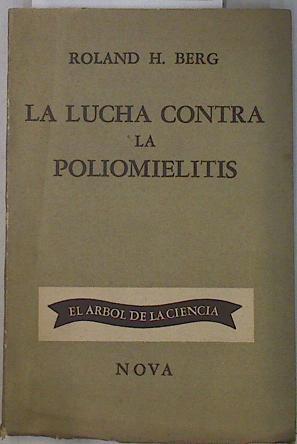 ROLAND H. BERG
LA LUCHA CONTRA
LA
POLIOMIELITIS
EL ARBOL DE LA CIENCIA
NOVA